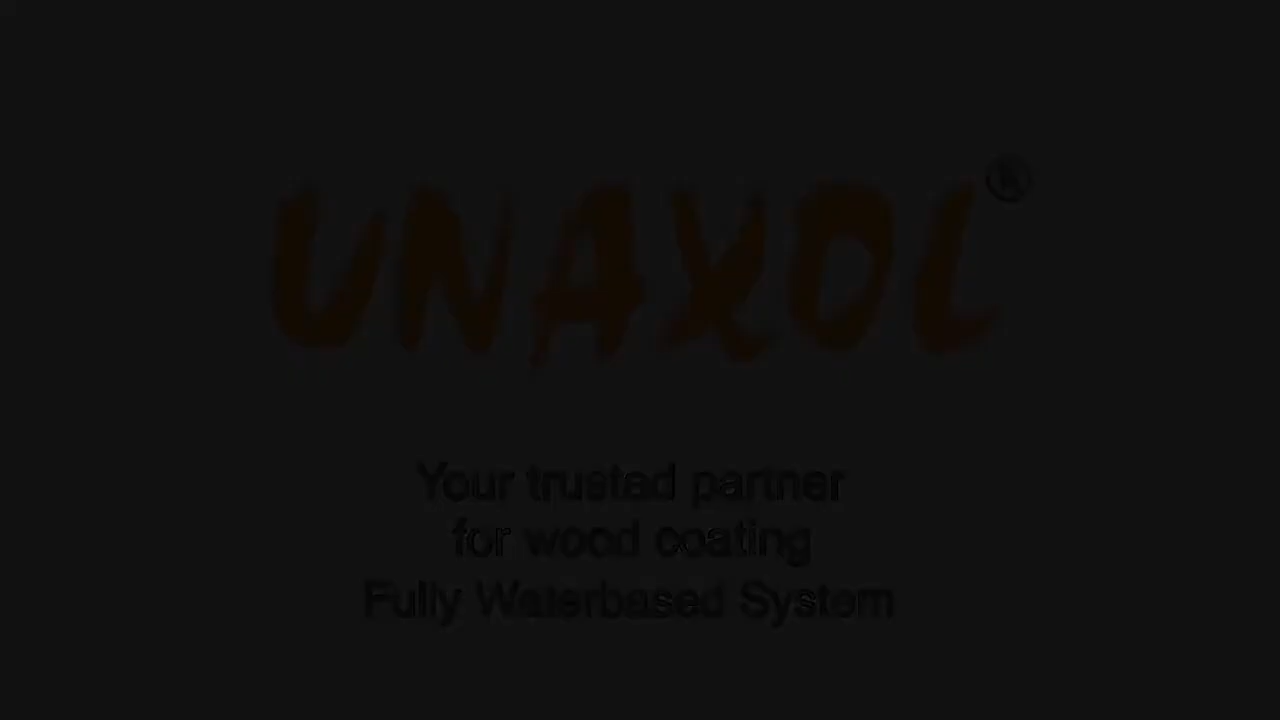 UNAXOL®
Your trusted partner
for wood coating
Fully Waterbased System